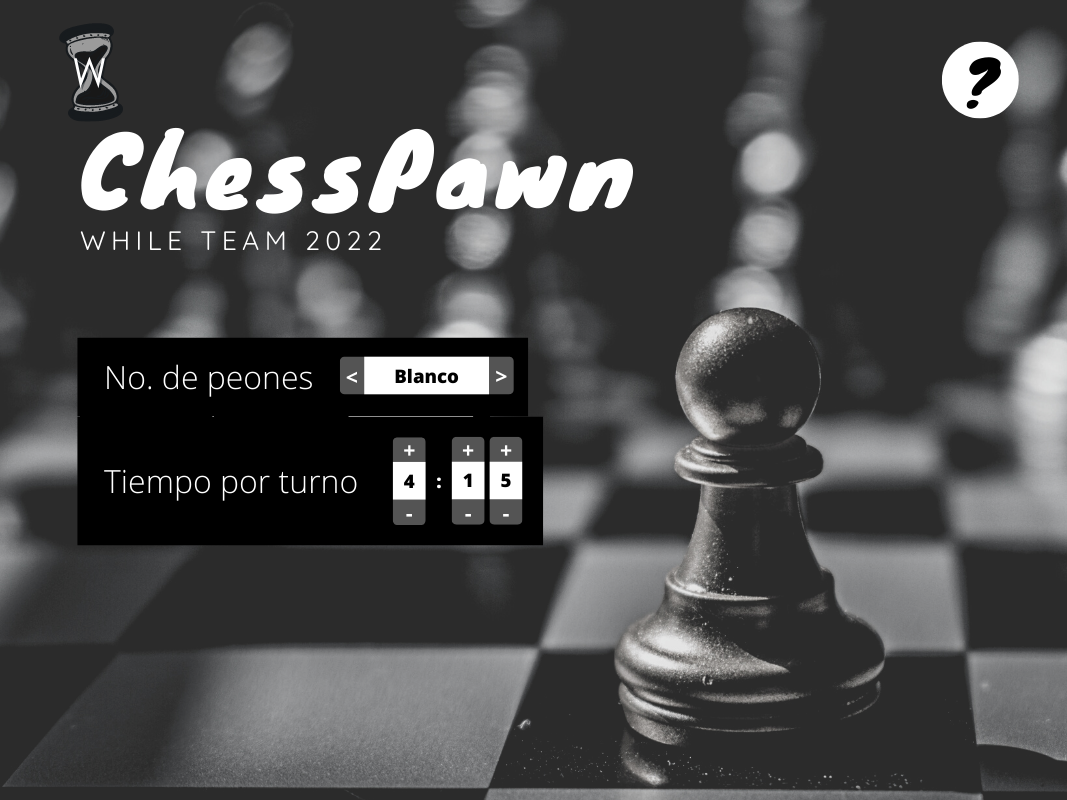 W
?
ChessPawn
WHILE TEAM 2022
No. de peones < Blanco >
+ + +
Tiempo por turno 4 : 1 5
- - -